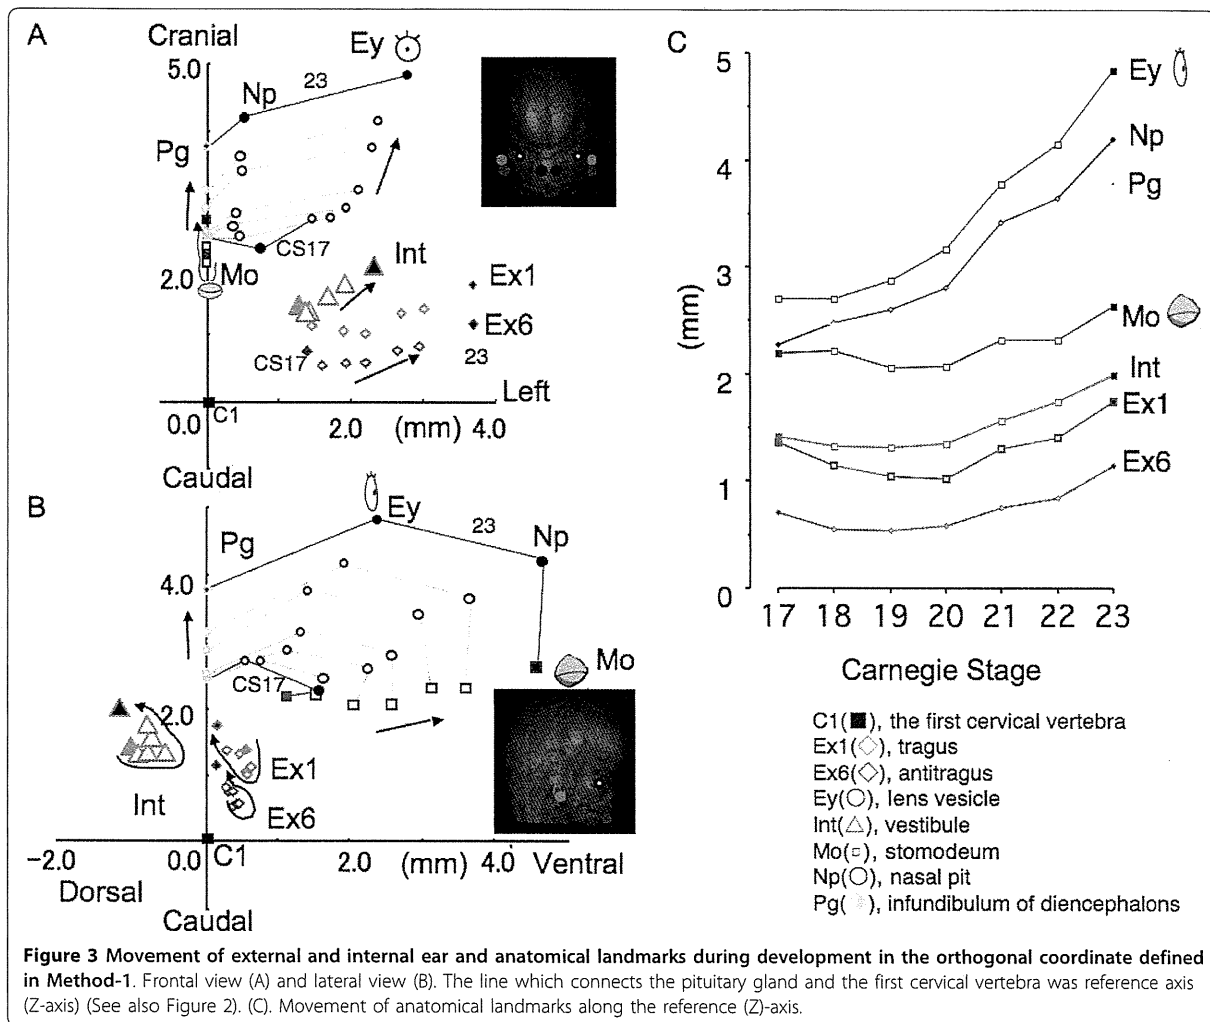 A
Cranial
5.0
Ey
23
Np
Pg
CS17
Mo
2.0
Int
Ex1
Ex6
CS17
23
Left
C1
0.0
2.0
(mm)
4.0
Caudal
B
Ey
23
Pg
Np
4.0
CS17
Mo
2.0
Int
Ex1
Ex6
C1
-2.0
0.0
2.0
(mm)
4.0
Ventral
Dorsal
Caudal
C
5
4
3
2
1
0
(mm)
Ey
Np
Pg
Mo
Int
Ex1
Ex6
17 18 19 20 21 22 23
Carnegie Stage
C1(■), the first cervical vertebra
Ex1(◇), tragus
Ex6(◇), antitragus
Ey(○), lens vesicle
Int(△), vestibule
Mo(□), stomodeum
Np(○), nasal pit
Pg( ), infundibulum of diencephalons
Figure 3 Movement of external and internal ear and anatomical landmarks during development in the orthogonal coordinate defined
in Method-1. Frontal view (A) and lateral view (B). The line which connects the pituitary gland and the first cervical vertebra was reference axis
(Z-axis) (See also Figure 2). (C). Movement of anatomical landmarks along the reference (Z)-axis.